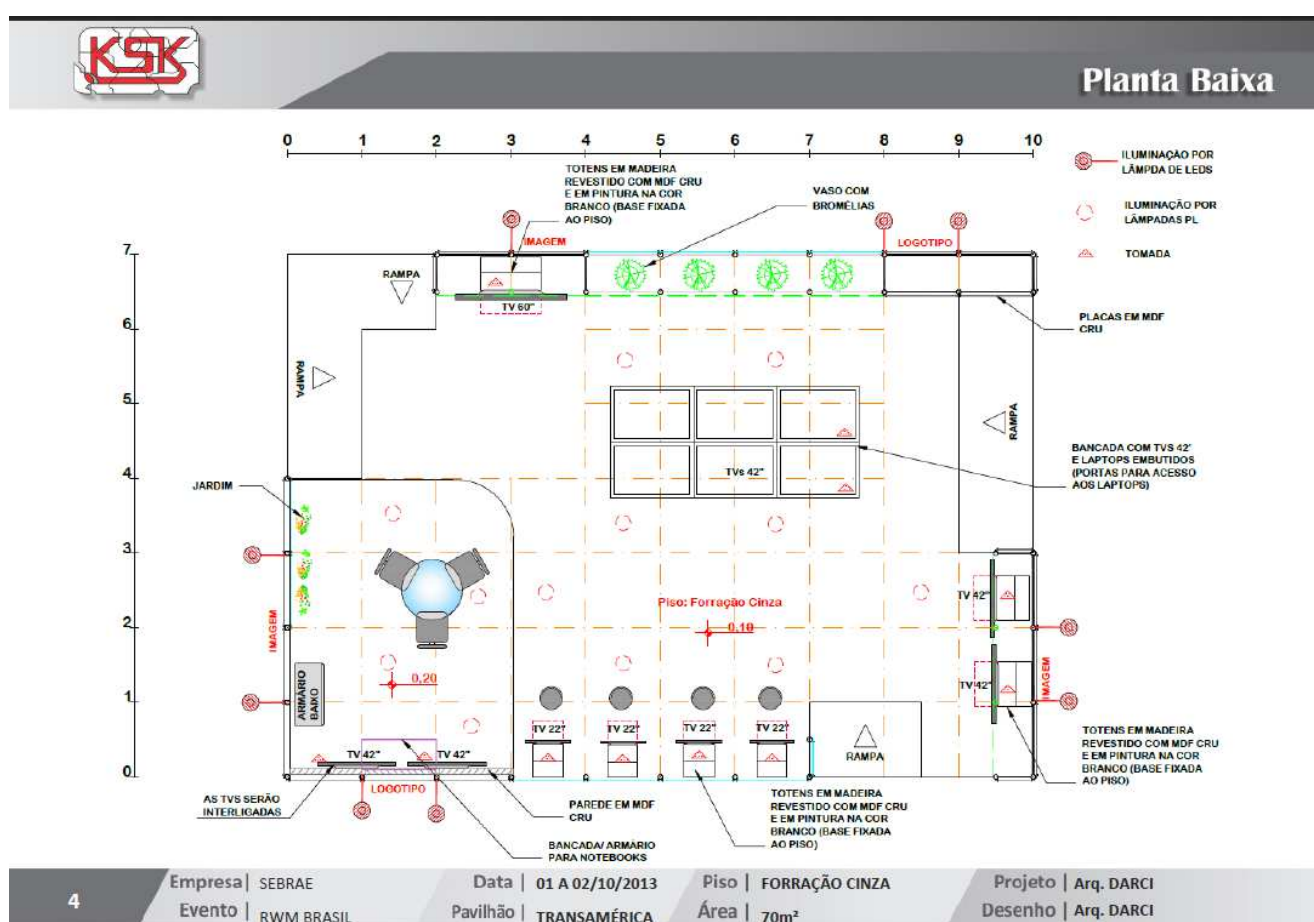 KSK
Planta Baixa
0 1 2 3 4 5 6 7 8 9 10
TOTENS EM MADEIRA
REVESTIDO COM MDF CRU
E EM PINTURA NA COR
BRANCO (BASE FIXADA
AO PISO)
VASO COM
BROMÉLIAS
ILUMINAÇÃO POR
LÂMPDA DE LEDS
ILUMINAÇÃO POR
LÂMPADAS PL
TOMADA
7
IMAGEM
LOGOTIPO
RAMPA
TV 60"
PLACAS EM MDF
CRU
6
RAMPA
5
RAMPA
BANCADA COM TVS 42'
E LAPTOPS EMBUTIDOS
(PORTAS PARA ACESSO
AOS LAPTOPS)
4
TVs 42"
JARDIM
3
TV 42"
Piso: Forração Cinza
0,10
2
IMAGEM
0,20
TV 42"
IMAGEM
1
ARMÁRIO
BAIXO
TV 22" TV 22" TV 22" TV 22"
RAMPA
TOTENS EM MADEIRA
REVESTIDO COM MDF CRU
E EM PINTURA NA COR
BRANCO (BASE FIXADA
AO PISO)
TV 42" TV 42"
0
LOGOTIPO
AS TVS SERÃO
INTERLIGADAS
PAREDE EM MDF
CRU
TOTENS EM MADEIRA
REVESTIDO COM MDF CRU
E EM PINTURA NA COR
BRANCO (BASE FIXADA
AO PISO)
BANCADA/ ARMÁRIO
PARA NOTEBOOKS
4
Empresa| SEBRAE
Data | 01 A 02/10/2013
Piso | FORRAÇÃO CINZA
Projeto | Arq. DARCI
Evento | RWM BRASIL
Pavilhão | TRANSAMÉRICA
Área | 70m²
Desenho | Arq. DARCI